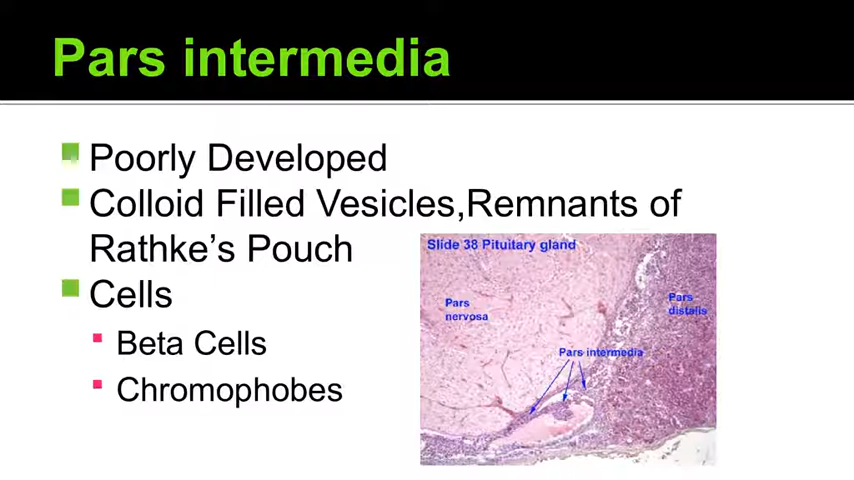 Pars intermedia
Poorly Developed
Colloid Filled Vesicles,Remnants of
Rathke’s Pouch
Cells
Beta Cells
Chromophobes
Slide 38 Pituitary gland
Pars
nervosa
Pars
distalis
Pars intermedia